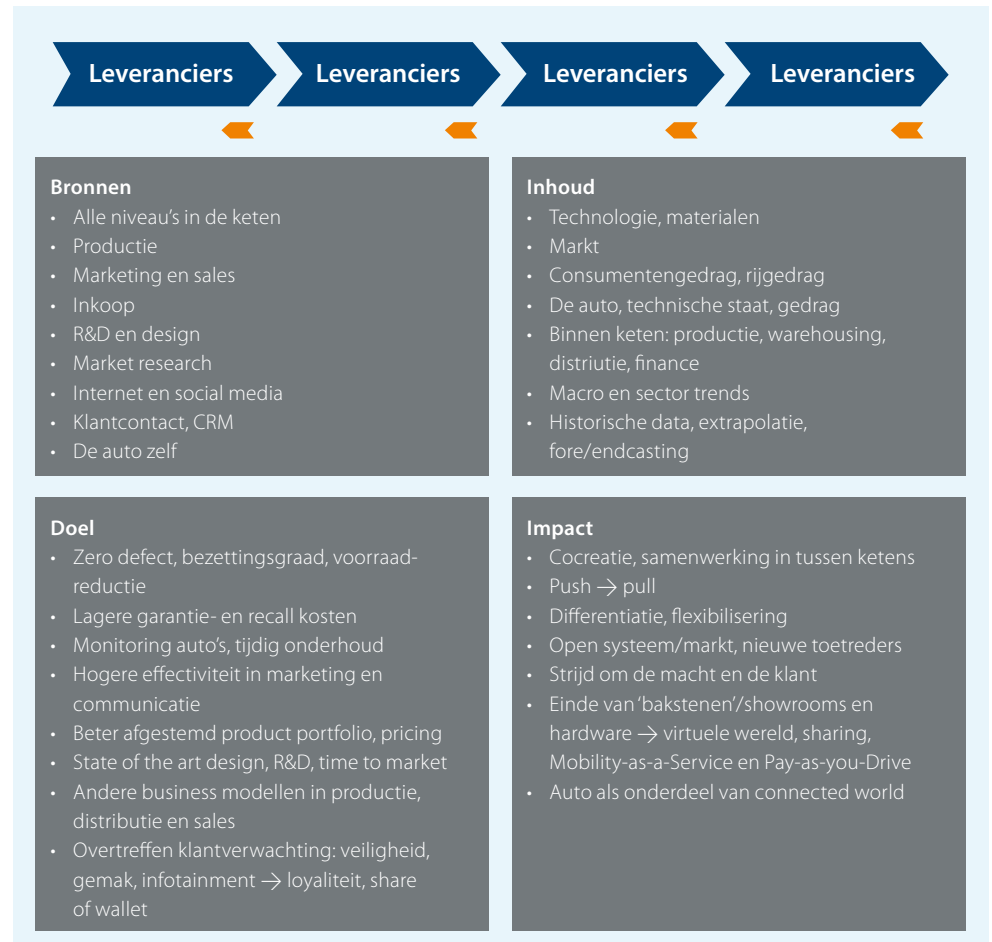 Leveranciers Leveranciers Leveranciers Leveranciers
Bronnen
• Alle niveau's in de keten
• Productie
• Marketing en sales
• Inkoop
• R&D en design
• Market research
• Internet en social media
• Klantcontact, CRM
• De auto zelf
Inhoud
• Technologie, materialen
• Markt
• Consumentengedrag, rijgedrag
• De auto, technische staat, gedrag
• Binnen keten: productie, warehousing,
distriutie, finance
• Macro en sector trends
• Historische data, extrapolatie,
fore/endcasting
Doel
• Zero defect, bezettingsgraad, voorraad-
reductie
• Lagere garantie- en recall kosten
• Monitoring auto's, tijdig onderhoud
• Hogere effectiviteit in marketing en
communicatie
• Beter afgestemd product portfolio, pricing
• State of the art design, R&D, time to market
• Andere business modellen in productie,
distributie en sales
• Overtreffen klantverwachting: veiligheid,
gemak, infotainment → loyaliteit, share
of wallet
Impact
• Cocreatie, samenwerking in tussen ketens
• Push → pull
• Differentiatie, flexibilisering
• Open systeem/markt, nieuwe toetreders
• Strijd om de macht en de klant
• Einde van 'bakstenen'/showrooms en
hardware → virtuele wereld, sharing,
Mobility-as-a-Service en Pay-as-you-Drive
• Auto als onderdeel van connected world